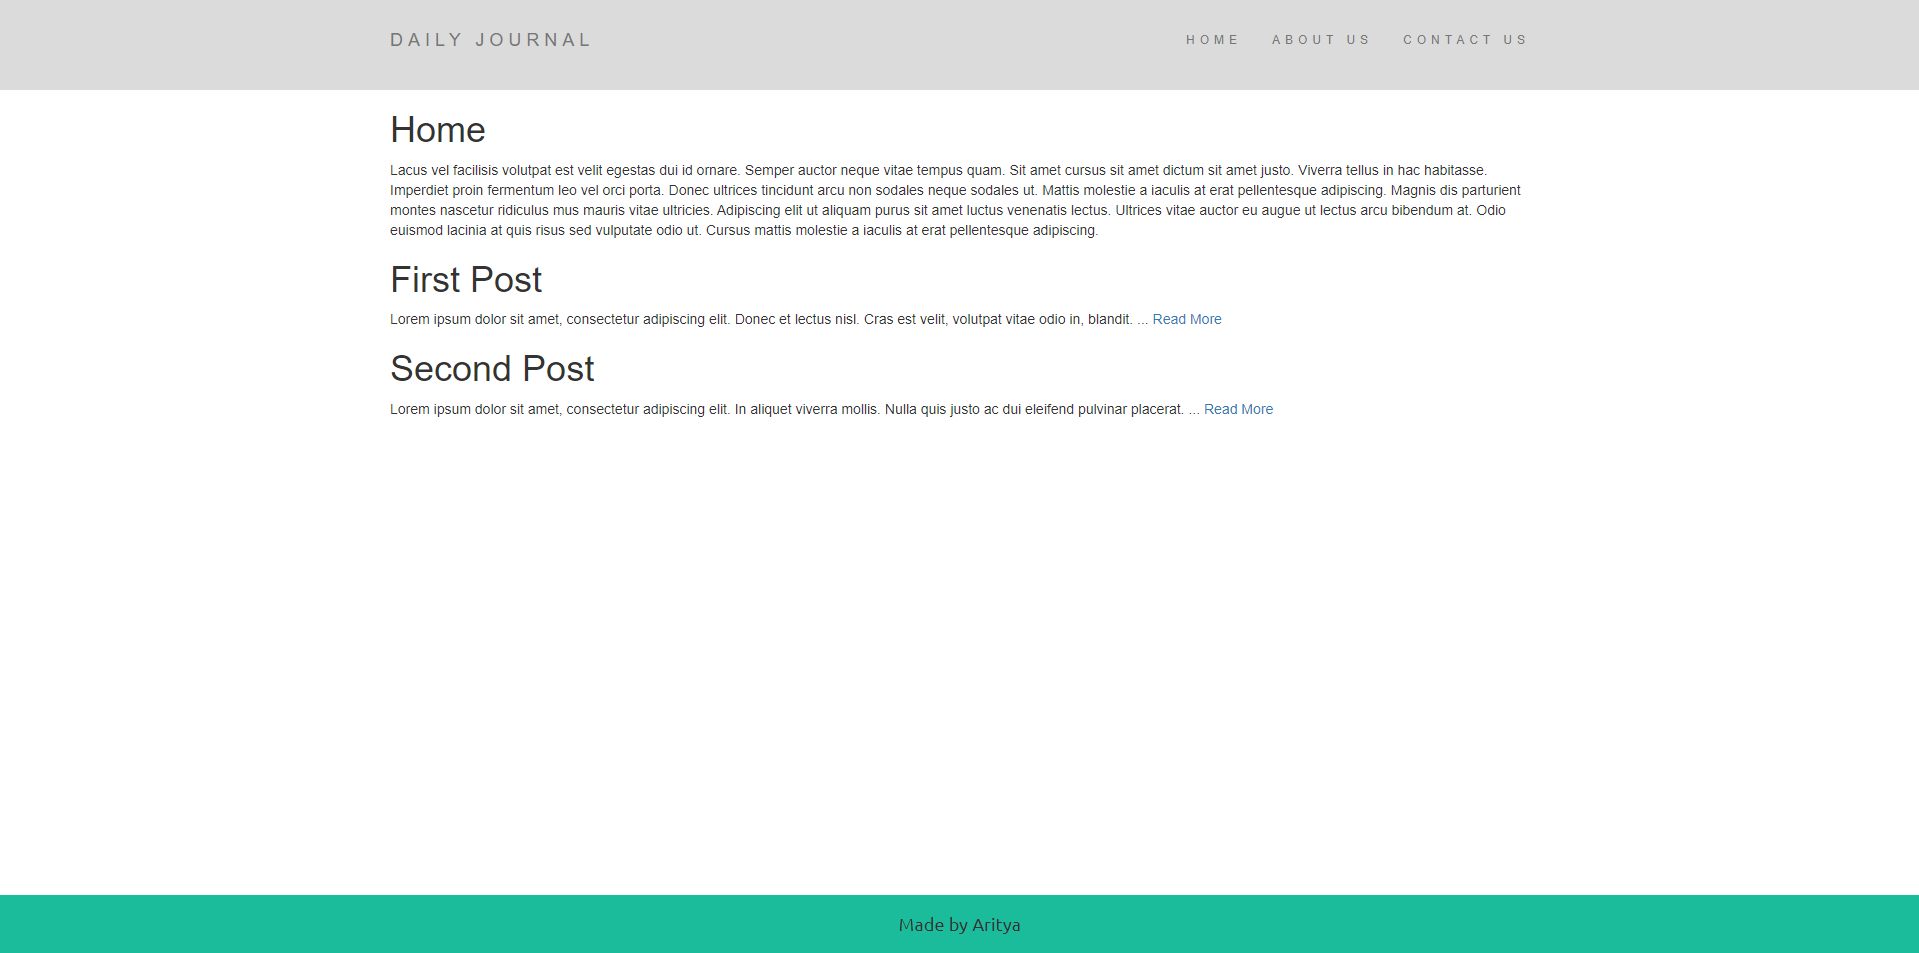 DAILY JOURNAL
HOME ABOUT US CONTACT US
Home
Lacus vel facilisis volutpat est velit egestas dui id ornare. Semper auctor neque vitae tempus quam. Sit amet cursus sit amet dictum sit amet justo. Viverra tellus in hac habitasse.
Imperdiet proin fermentum leo vel orci porta. Donec ultrices tincidunt arcu non sodales neque sodales ut. Mattis molestie a iaculis at erat pellentesque adipiscing. Magnis dis parturient
montes nascetur ridiculus mus mauris vitae ultricies. Adipiscing elit ut aliquam purus sit amet luctus venenatis lectus. Ultrices vitae auctor eu augue ut lectus arcu bibendum at. Odio
euismod lacinia at quis risus sed vulputate odio ut. Cursus mattis molestie a iaculis at erat pellentesque adipiscing.
First Post
Lorem ipsum dolor sit amet, consectetur adipiscing elit. Donec et lectus nisl. Cras est velit, volutpat vitae odio in, blandit. ... Read More
Second Post
Lorem ipsum dolor sit amet, consectetur adipiscing elit. In aliquet viverra mollis. Nulla quis justo ac dui eleifend pulvinar placerat. ... Read More
Made by Aritya